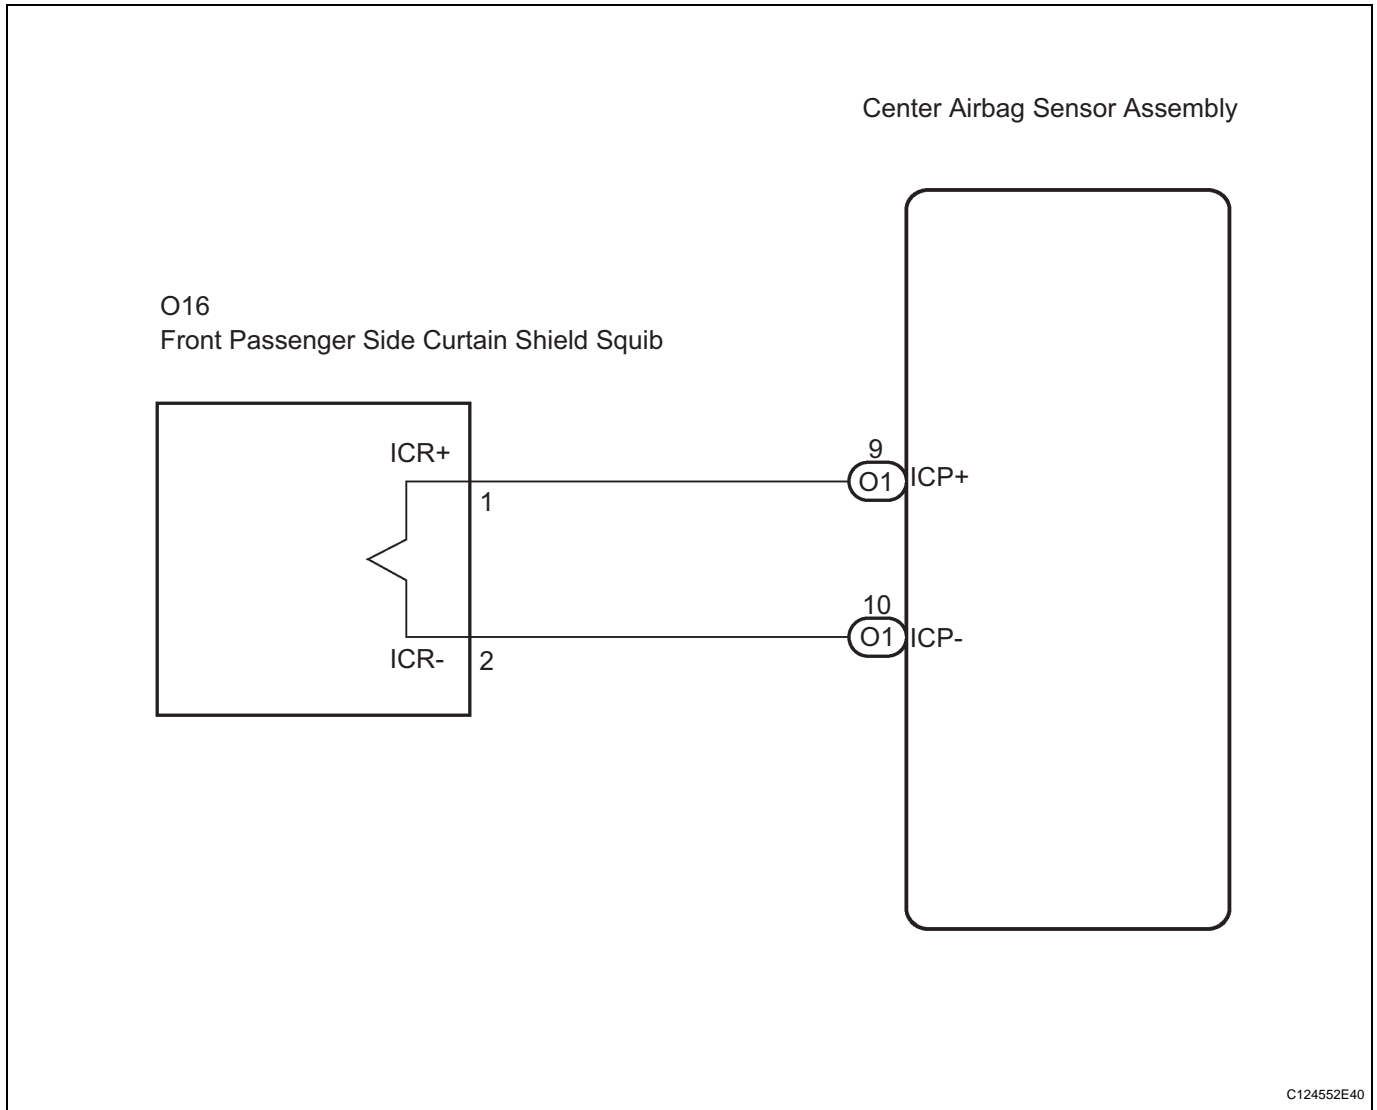 Center Airbag Sensor Assembly
O16
Front Passenger Side Curtain Shield Squib
ICR+
1
9
O1
ICP+
10
O1
ICP-
ICR-
2
C124552E40